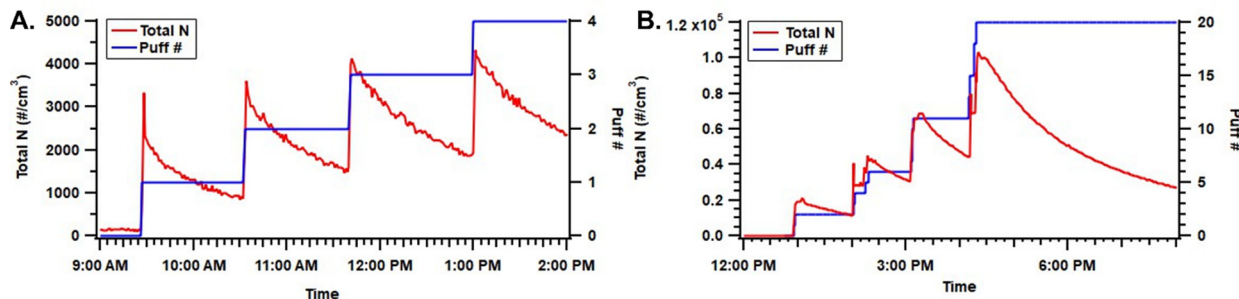 A.
Total N
Puff #
Total N (#/cm3)
5000
4000
3000
2000
1000
0
4
3
2
1
0
Puff #
9:00 AM 10:00 AM 11:00 AM 12:00 PM 1:00 PM 2:00 PM
Time
B.
Total N
Puff #
Total N (#/cm3)
1.2 x10^5
1.0
0.8
0.6
0.4
0.2
0.0
20
15
10
5
0
Puff #
12:00 PM 3:00 PM 6:00 PM
Time